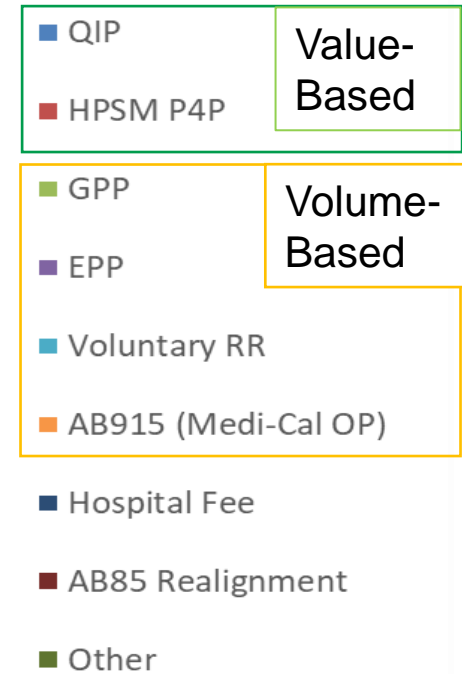 QIP
Value-
Based
HPSM P4P
GPP
Volume-
Based
EPP
Voluntary RR
AB915 (Medi-Cal OP)
Hospital Fee
AB85 Realignment
Other